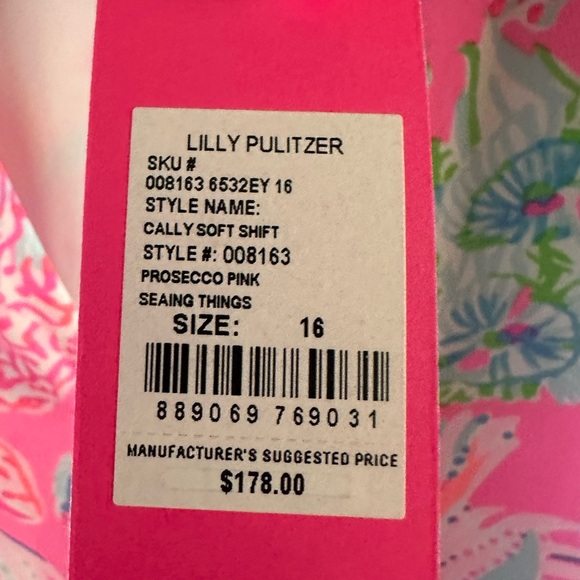 LILLY PULITZER
SKU #
008163 6532EY 16
STYLE NAME:
CALLY SOFT SHIFT
STYLE #: 008163
PROSECCO PINK
SEAING THINGS
SIZE: 16
889069 769031
MANUFACTURER'S SUGGESTED PRICE
$178.00